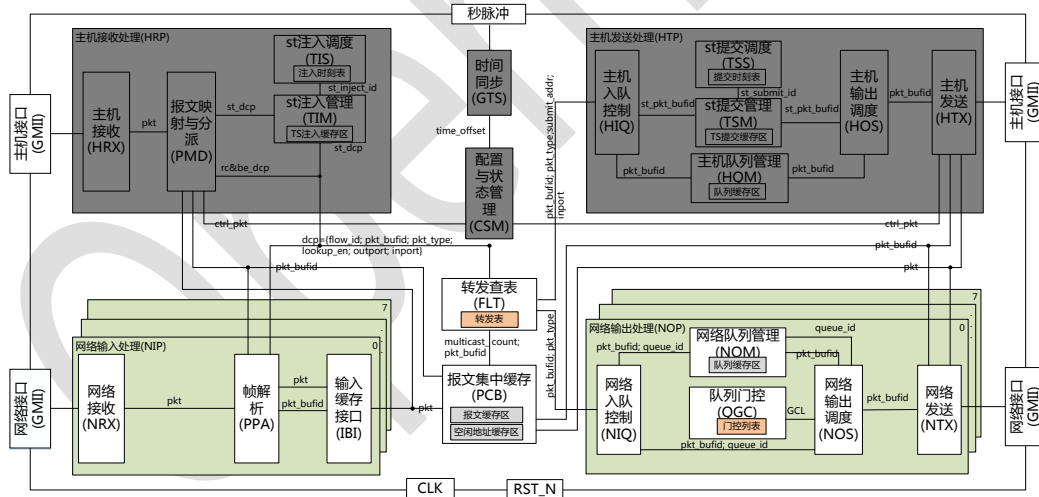 秒脉冲
主机接收处理(HRP)
st注入调度
(TIS)
注入时刻表
st_inject_id
st注入管理
(TIM)
TS注入缓存区
st_dcp
st_dcp
主机
接收
(HRX)
pkt
报文映
射与分
派
(PMD)
rc&be_dcp
ctrl_pkt
时间
同步
(GTS)
time_offset
配置
与状
态管
理
(CSM)
主机发送处理(HTP)
st提交调度
(TSS)
提交时刻表
st_submit_id
st提交管理
(TSM)
TS提交缓存区
主机
入队
控制
(HIQ)
st_pkt_bufid
st_pkt_bufid
pkt_bufid
主机队列管理
(HQM)
队列缓存区
pkt_bufid
主机
输出
调度
(HOS)
pkt_bufid
主机
发送
(HTX)
ctrl_pkt
pkt_bufid
pkt
主机接口
(GMII)
主机接口
(GMII)
pkt_bufid; pkt_type;submit_addr;
inport
dcp={flow_id; pkt_bufid; pkt_type;
lookup_en; outport; inport}
pkt_bufid
转发查表
(FLT)
转发表
multicast_count;
pkt_bufid
pkt_bufid; pkt_type
报文集中缓存
(PCB)
报文缓存区
空闲地址缓存区
7
0
网络输入处理(NIP)
网络
接收
(NRX)
pkt
帧解
析
(PPA)
pkt
pkt_bufid
输入
缓存
接口
(IBI)
pkt
7
0
网络输出处理(NOP)
网络队列管理
(NQM)
队列缓存区
queue_id
pkt_bufid; queue_id
pkt_bufid
网络
入队
控制
(NIQ)
队列门控
(QGC)
门控列表
GCL
pkt_bufid; queue_id
网络
输出
调度
(NOS)
pkt_bufid
网络
发送
(NTX)
网络接口
(GMII)
网络接口
(GMII)
CLK
RST_N